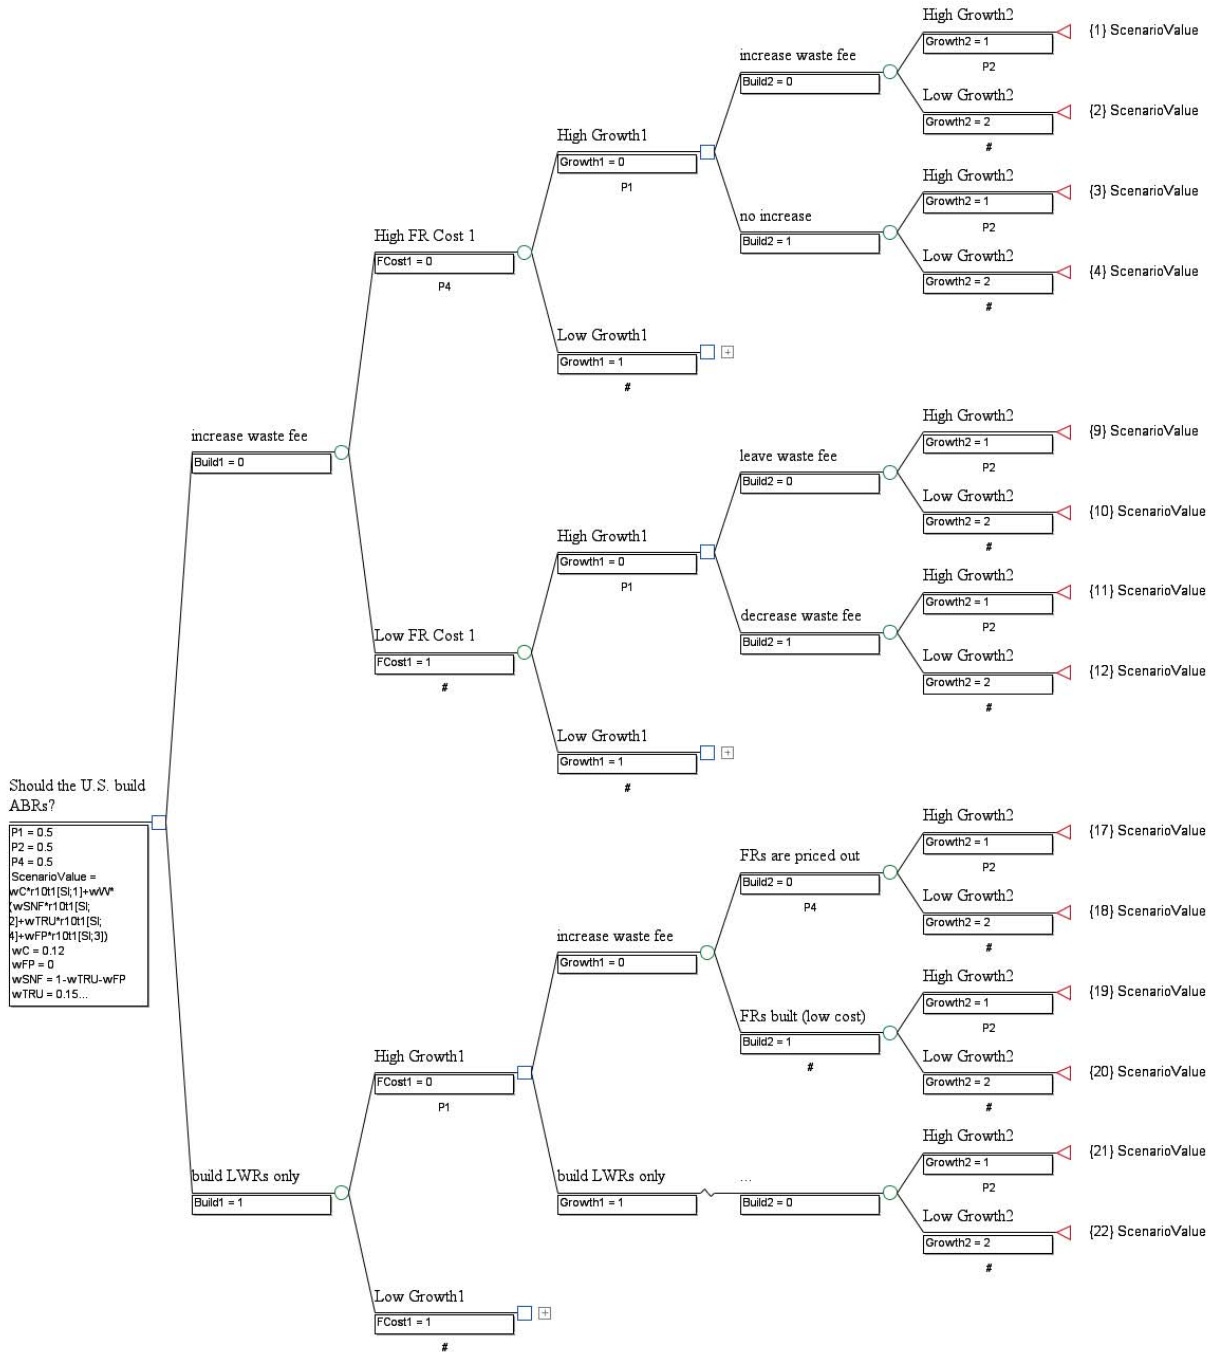 High Growth2
Growth2 = 1
P2
{1} ScenarioValue
increase waste fee
Build2 = 0
Low Growth2
Growth2 = 2
#
{2} ScenarioValue
High Growth1
Growth1 = 0
P1
High Growth2
Growth2 = 1
P2
{3} ScenarioValue
no increase
Build2 = 1
Low Growth2
Growth2 = 2
#
{4} ScenarioValue
High FR Cost 1
FCost1 = 0
P4
Low Growth1
Growth1 = 1
#
increase waste fee
Build1 = 0
High Growth2
Growth2 = 1
P2
{9} ScenarioValue
leave waste fee
Build2 = 0
Low Growth2
Growth2 = 2
#
{10} ScenarioValue
High Growth1
Growth1 = 0
P1
High Growth2
Growth2 = 1
P2
{11} ScenarioValue
decrease waste fee
Build2 = 1
Low Growth2
Growth2 = 2
#
{12} ScenarioValue
Low FR Cost 1
FCost1 = 1
#
Low Growth1
Growth1 = 1
#
Should the U.S. build
ABRs?
P1 = 0.5
P2 = 0.5
P4 = 0.5
ScenarioValue =
wC*r10t1[SI;1]+wW*
(wSNF*r10t1[SI;
2]+wTRU*r10t1[SI;
4]+wFP*r10t1[SI;3])
wC = 0.12
wFP = 0
wSNF = 1-wTRU-wFP
wTRU = 0.15...
High Growth2
Growth2 = 1
P2
{17} ScenarioValue
FRs are priced out
Build2 = 0
P4
Low Growth2
Growth2 = 2
#
{18} ScenarioValue
increase waste fee
Growth1 = 0
High Growth2
Growth2 = 1
P2
{19} ScenarioValue
FRs built (low cost)
Build2 = 1
#
Low Growth2
Growth2 = 2
#
{20} ScenarioValue
High Growth1
FCost1 = 0
P1
High Growth2
Growth2 = 1
P2
{21} ScenarioValue
build LWRs only
Growth1 = 1
...
Build2 = 0
Low Growth2
Growth2 = 2
#
{22} ScenarioValue
build LWRs only
Build1 = 1
Low Growth1
FCost1 = 1
#